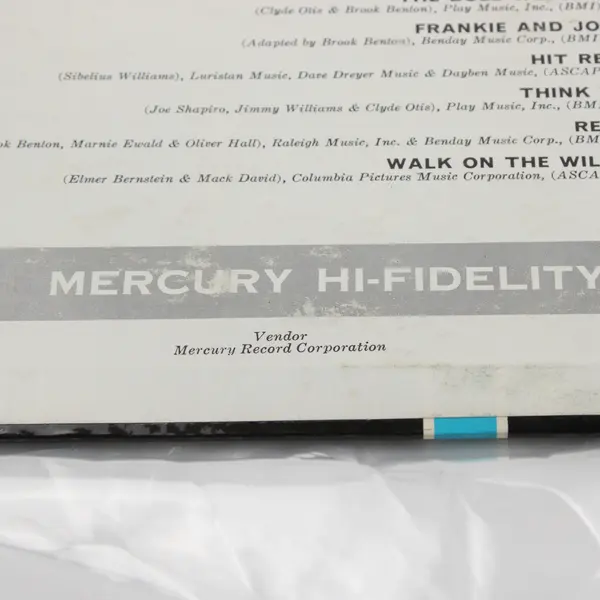 (Clyde Otis & Brook Benton), Play Music, Inc., (BMI)
FRANKIE AND JO
(Adapted by Brook Benton), Benday Music Corp., (BMI
HIT RE
(Sibelius Williams), Luristan Music, Dave Dreyer Music & Dayben Music, (ASCAP
THINK
(Joe Shapiro, Jimmy Williams & Clyde Otis), Play Music, Inc., (BM
RE
ok Benton, Marnie Ewald & Oliver Hall), Raleigh Music, Inc. & Benday Music Corp., (BM
WALK ON THE WIL
(Elmer Bernstein & Mack David), Columbia Pictures Music Corporation, (ASCA
MERCURY HI-FIDELITY
Vendor
Mercury Record Corporation